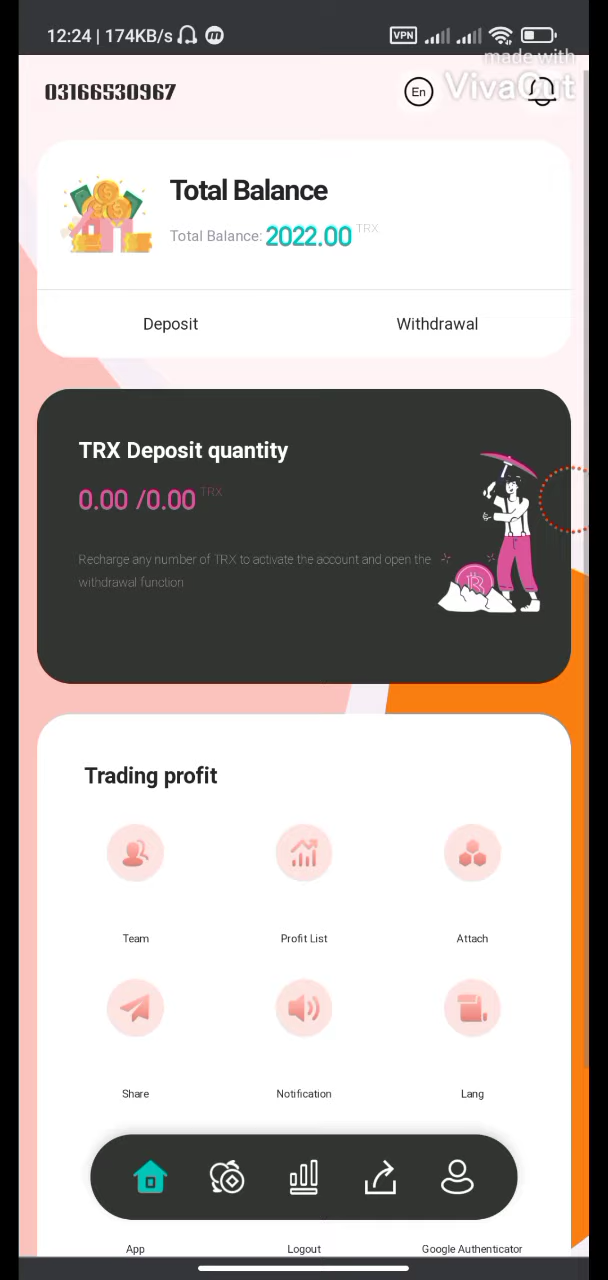 12:24 | 174KB/s
VPN
made with
VivaCut
03166530967
En
Total Balance
Total Balance: 2022.00 TRX
Deposit Withdrawal
TRX Deposit quantity
0.00 /0.00 TRX
Recharge any number of TRX to activate the account and open the
withdrawal function
Trading profit
Team Profit List Attach
Share Notification Lang
App Logout Google Authenticator